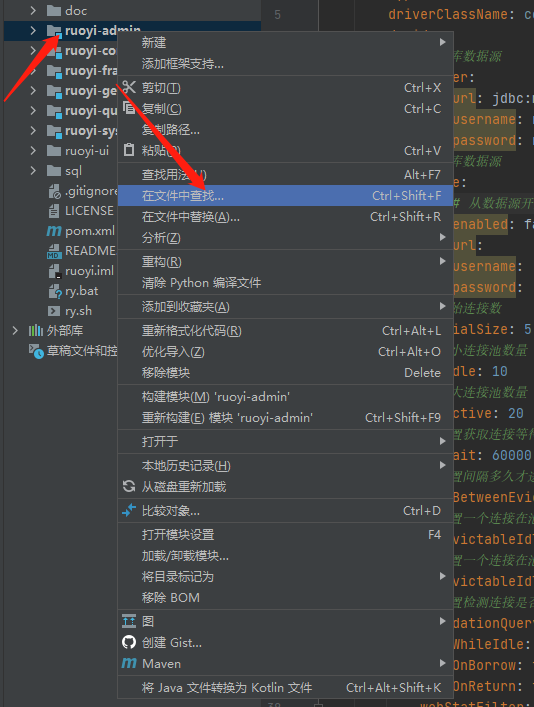 doc
ruoyi-admin
ruoyi-co
ruoyi-fra
ruoyi-ge
ruoyi-qu
ruoyi-sys
ruoyi-ui
sql
.gitignore
LICENSE
pom.xml
README.
ruoyi.iml
ry.bat
ry.sh
外部库
草稿文件和控
新建
添加框架支持...
剪切(T) Ctrl+X
复制(C) Ctrl+C
复制路径...
粘贴(P) Ctrl+V
查找用法(U) Alt+F7
在文件中查找... Ctrl+Shift+F
在文件中替换(A)... Ctrl+Shift+R
分析(Z)
重构(R)
清除 Python 编译文件
添加到收藏夹(A)
重新格式化代码(R) Ctrl+Alt+L
优化导入(Z) Ctrl+Alt+O
移除模块 Delete
构建模块(M) 'ruoyi-admin'
重新构建(E) 模块 'ruoyi-admin' Ctrl+Shift+F9
打开于
本地历史记录(H)
从磁盘重新加载
比较对象... Ctrl+D
打开模块设置 F4
加载/卸载模块...
将目录标记为
移除 BOM
图
创建 Gist...
Maven
将 Java 文件转换为 Kotlin 文件 Ctrl+Alt+Shift+K
5
driverClassName: co
库数据源
er:
url: jdbc:m
username:
password:
库数据源
e:
# 从数据源开
enabled: fa
url:
username:
password:
始连接数
ialSize: 5
小连接池数量
dle: 10
大连接池数量
ctive: 20
置获取连接等待
ait: 60000
置间隔多久才进
BetweenEvic
置一个连接在池
victableIdl
置一个连接在池
victableIdl
置检测连接是否
dationQuery
WhileIdle:
OnBorrow:
OnReturn:
webStatFilter: